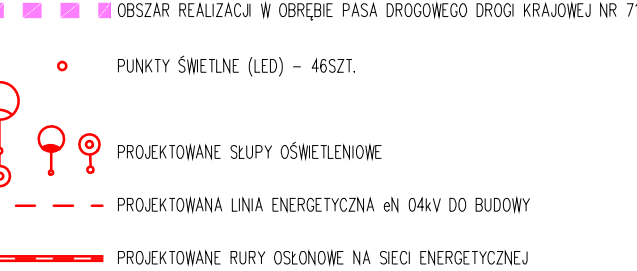 OBSZAR REALIZACJI W OBRĘBIE PASA DROGOWEGO DROGI KRAJOWEJ NR 71
PUNKTY ŚWIETLNE (LED) – 46SZT.
PROJEKTOWANE SŁUPY OŚWIETLENIOWE
PROJEKTOWANA LINIA ENERGETYCZNA eN 04kV DO BUDOWY
PROJEKTOWANE RURY OSŁONOWE NA SIECI ENERGETYCZNEJ